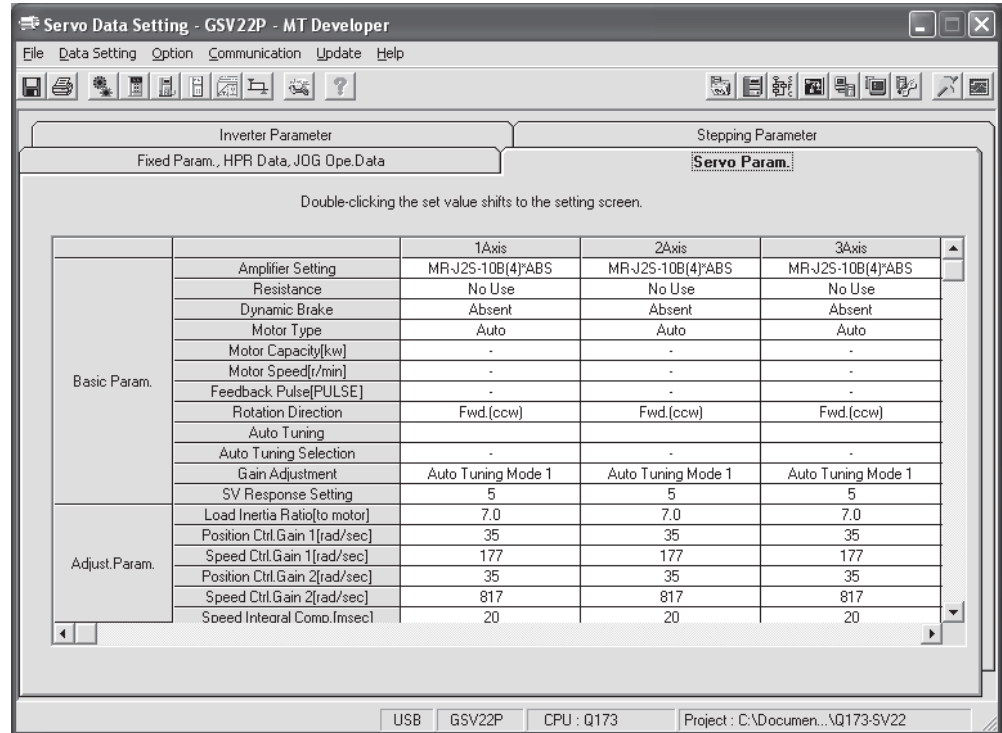 Servo Data Setting - GSV22P - MT Developer
File Data Setting Option Communication Update Help
Inverter Parameter Stepping Parameter
Fixed Param., HPR Data, JOG Ope.Data Servo Param.
Double-clicking the set value shifts to the setting screen.
1Axis 2Axis 3Axis
Amplifier Setting MR-J2S-10B(4)*ABS MR-J2S-10B(4)*ABS MR-J2S-10B(4)*ABS
Resistance No Use No Use No Use
Dynamic Brake Absent Absent Absent
Motor Type Auto Auto Auto
Motor Capacity[kw] - - -
Motor Speed[r/min] - - -
Basic Param.
Feedback Pulse[PULSE] - - -
Rotation Direction Fwd.(ccw) Fwd.(ccw) Fwd.(ccw)
Auto Tuning
Auto Tuning Selection - - -
Gain Adjustment Auto Tuning Mode 1 Auto Tuning Mode 1 Auto Tuning Mode 1
SV Response Setting 5 5 5
Load Inertia Ratio[to motor] 7.0 7.0 7.0
Position Ctrl.Gain 1[rad/sec] 35 35 35
Speed Ctrl.Gain 1[rad/sec] 177 177 177
Adjust.Param.
Position Ctrl.Gain 2[rad/sec] 35 35 35
Speed Ctrl.Gain 2[rad/sec] 817 817 817
Speed Integral Comp.[msec] 20 20 20
USB GSV22P CPU : Q173 Project : C:\Documen...\Q173-SV22